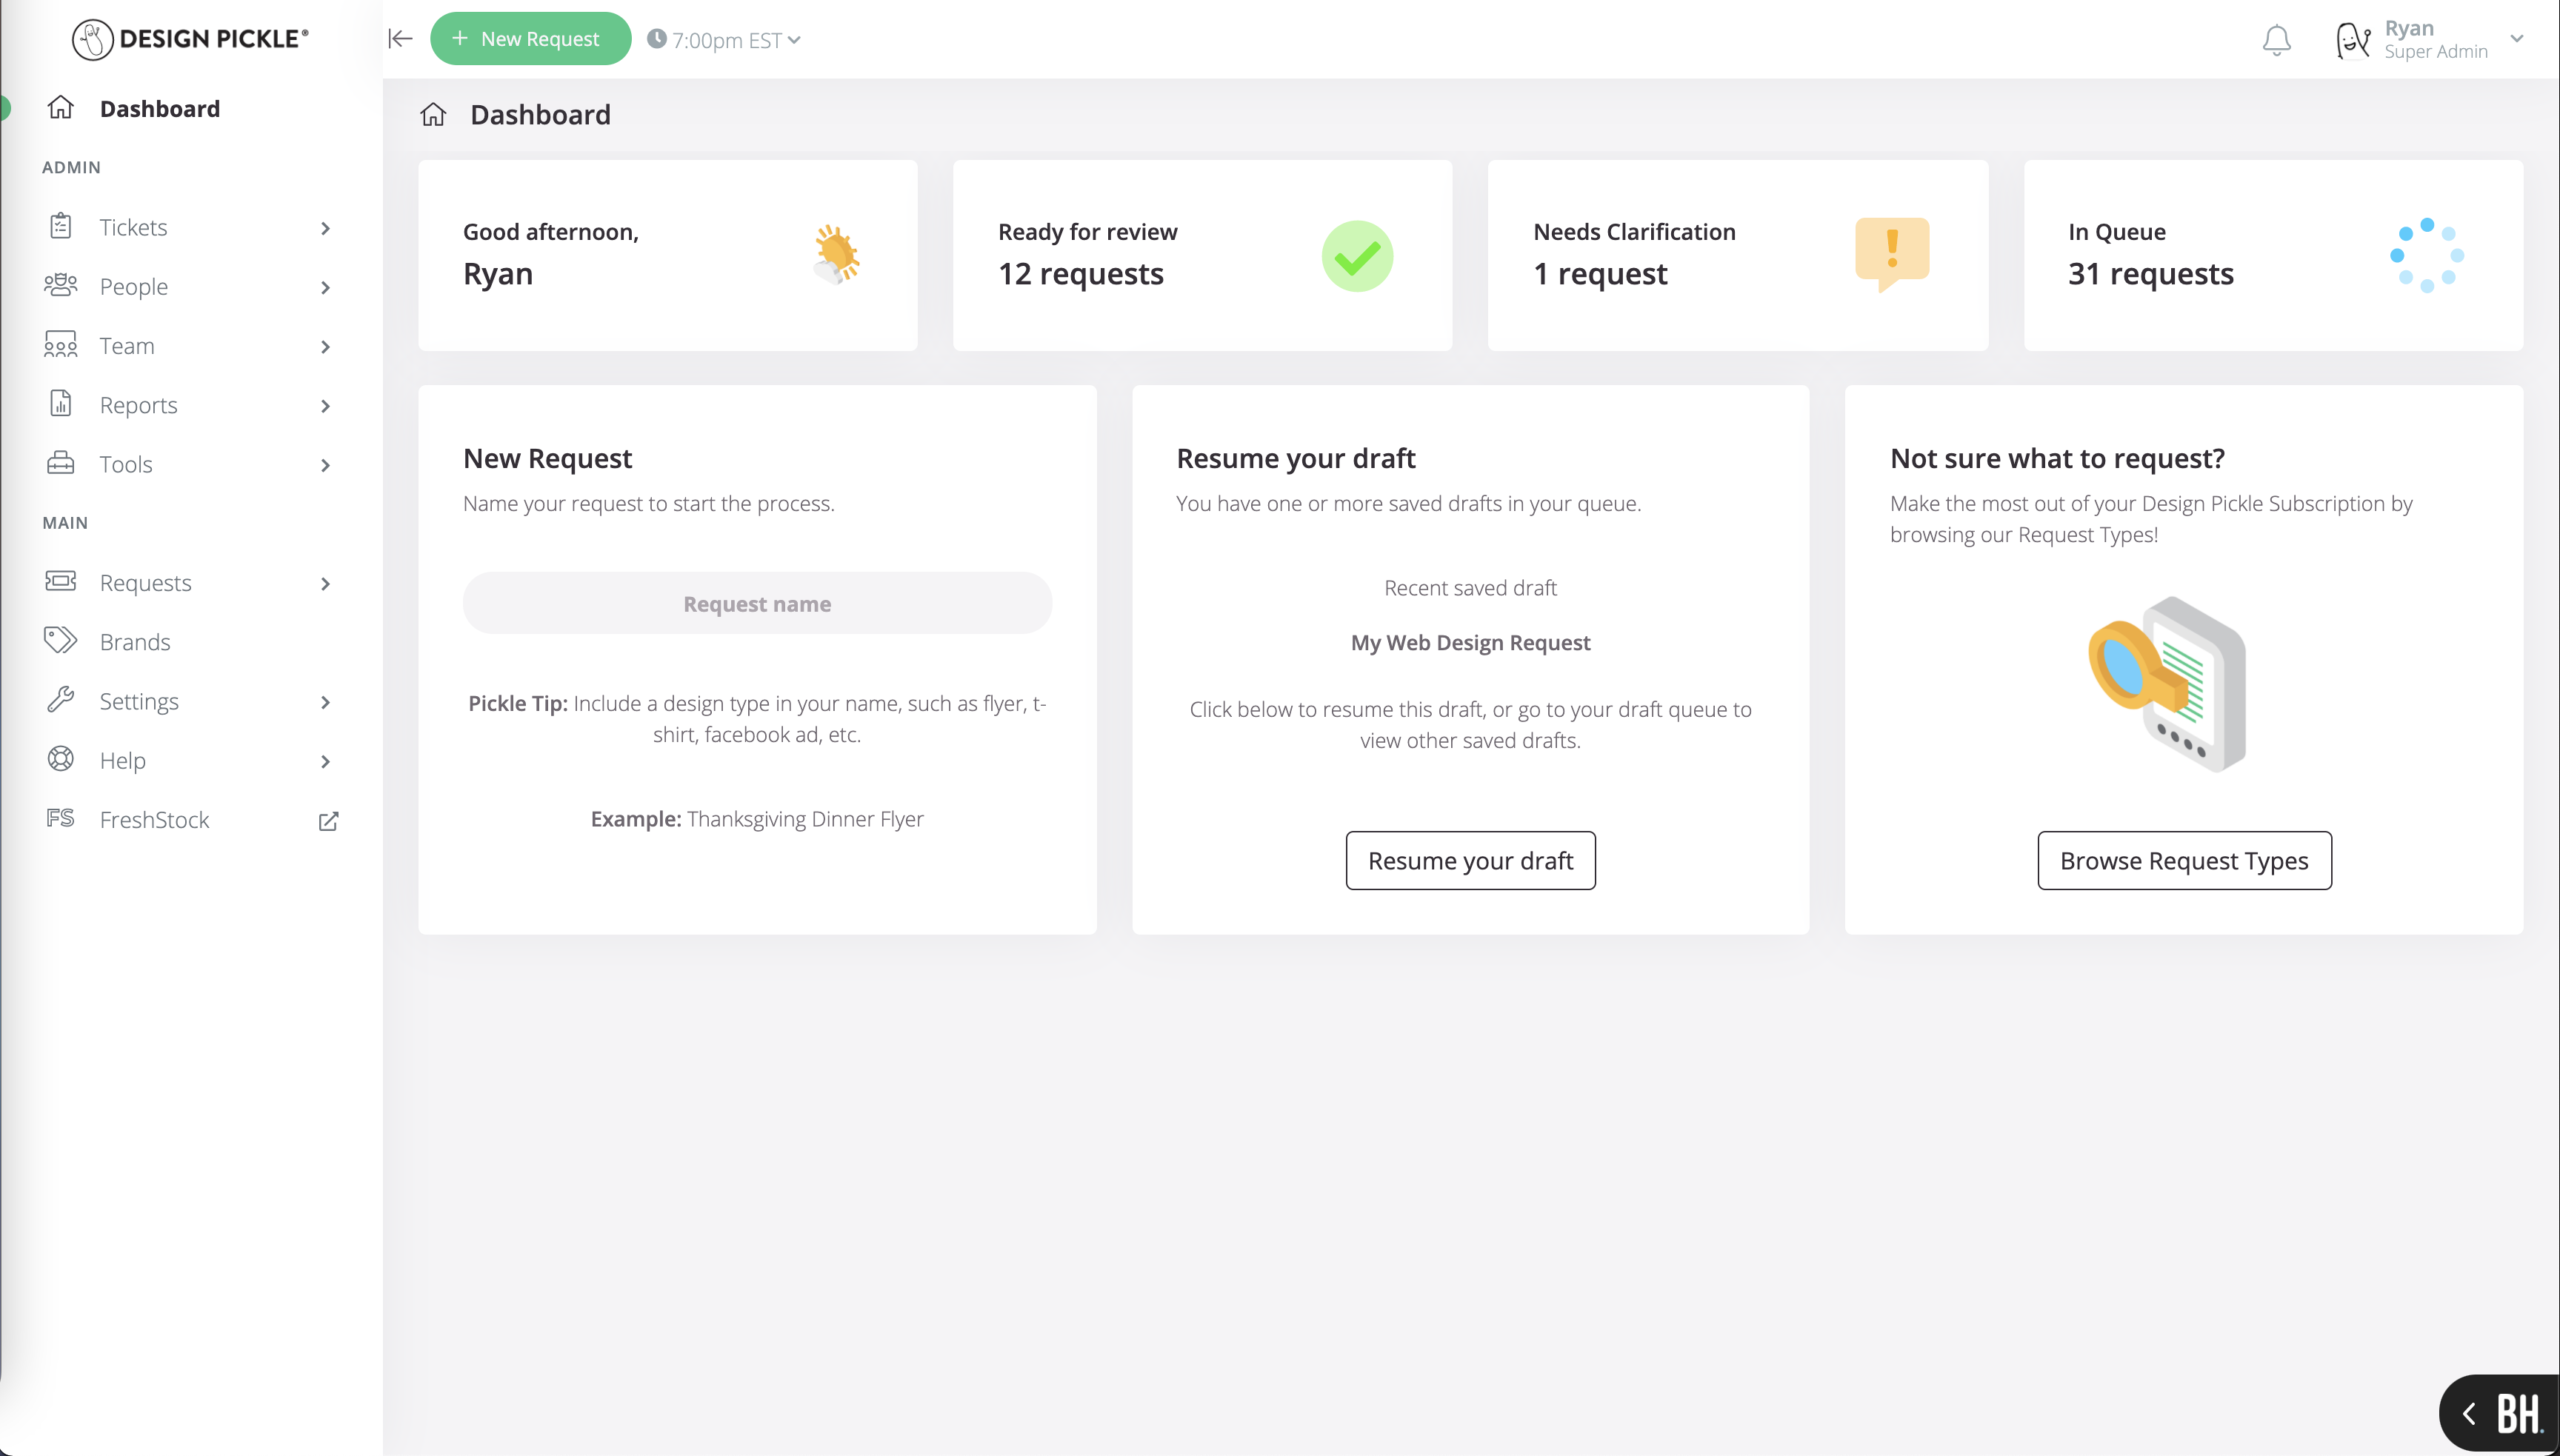 DESIGN PICKLE®
Dashboard
ADMIN
Tickets
People
Team
Reports
Tools
MAIN
Requests
Brands
Settings
Help
FS FreshStock
+ New Request
7:00pm EST
Ryan
Super Admin
Dashboard
Good afternoon,
Ryan
Ready for review
12 requests
Needs Clarification
1 request
In Queue
31 requests
New Request
Name your request to start the process.
Request name
Pickle Tip: Include a design type in your name, such as flyer, t-
shirt, facebook ad, etc.
Example: Thanksgiving Dinner Flyer
Resume your draft
You have one or more saved drafts in your queue.
Recent saved draft
My Web Design Request
Click below to resume this draft, or go to your draft queue to
view other saved drafts.
Resume your draft
Not sure what to request?
Make the most out of your Design Pickle Subscription by
browsing our Request Types!
Browse Request Types
BH.